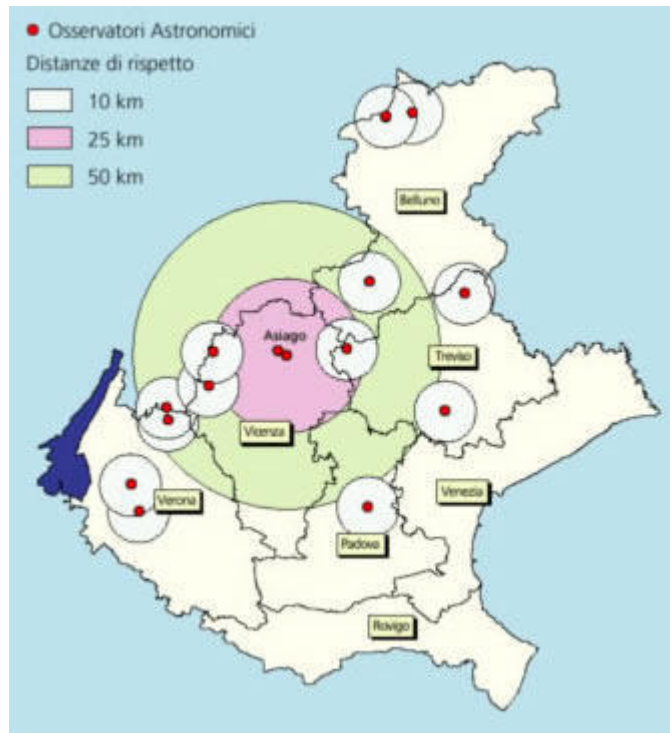 Osservatori Astronomici
Distanze di rispetto
10 km
25 km
50 km
Belluno
Asiago
Treviso
Vicenza
Verona
Venezia
Padova
Rovigo